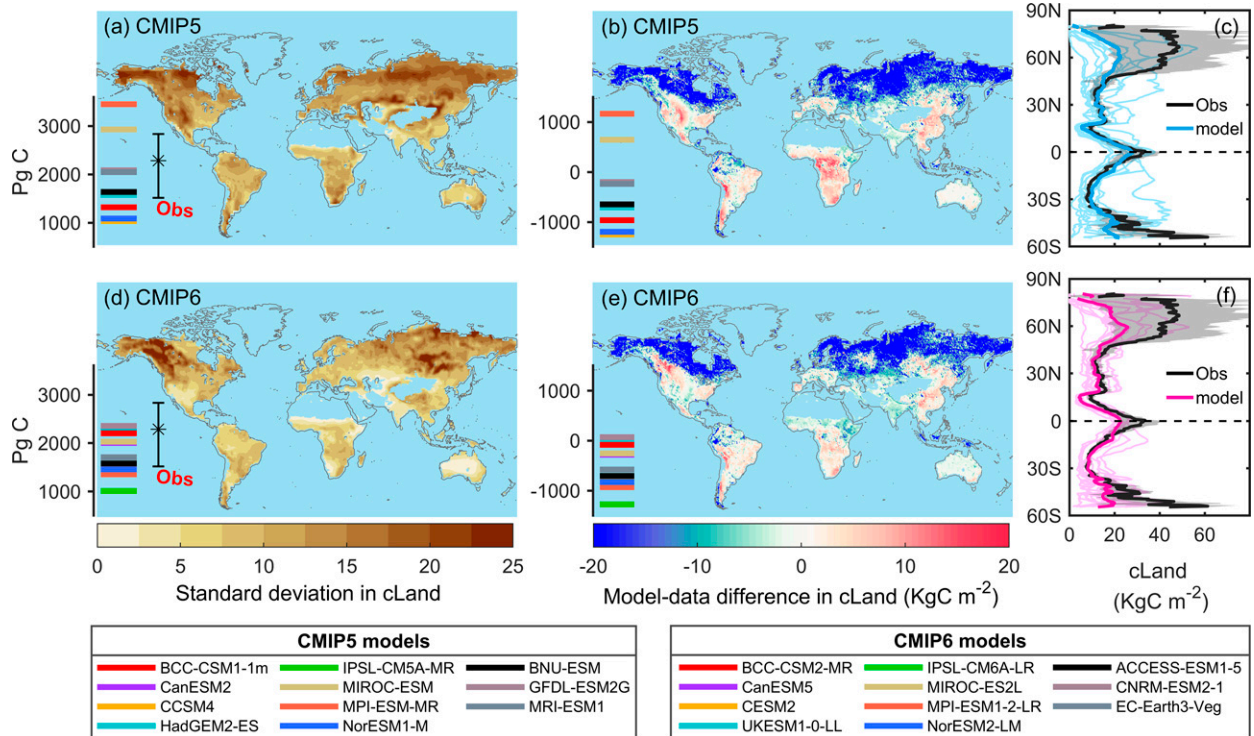 (a) CMIP5
(b) CMIP5
(c)
90N
60N
30N
0
30S
60S
Obs
model
Pg C
3000
2000
1000
Obs
1000
0
-1000
(d) CMIP6
(e) CMIP6
(f)
90N
60N
30N
0
30S
60S
Obs
model
Pg C
3000
2000
1000
Obs
1000
0
-1000
0 5 10 15 20 25
Standard deviation in cLand
-20 -10 0 10 20
Model-data difference in cLand (KgC m-2)
0 20 40 60
cLand
(KgC m-2)
CMIP5 models
BCC-CSM1-1m IPSL-CM5A-MR BNU-ESM
CanESM2 MIROC-ESM GFDL-ESM2G
CCSM4 MPI-ESM-MR MRI-ESM1
HadGEM2-ES NorESM1-M
CMIP6 models
BCC-CSM2-MR IPSL-CM6A-LR ACCESS-ESM1-5
CanESM5 MIROC-ES2L CNRM-ESM2-1
CESM2 MPI-ESM1-2-LR EC-Earth3-Veg
UKESM1-0-LL NorESM2-LM